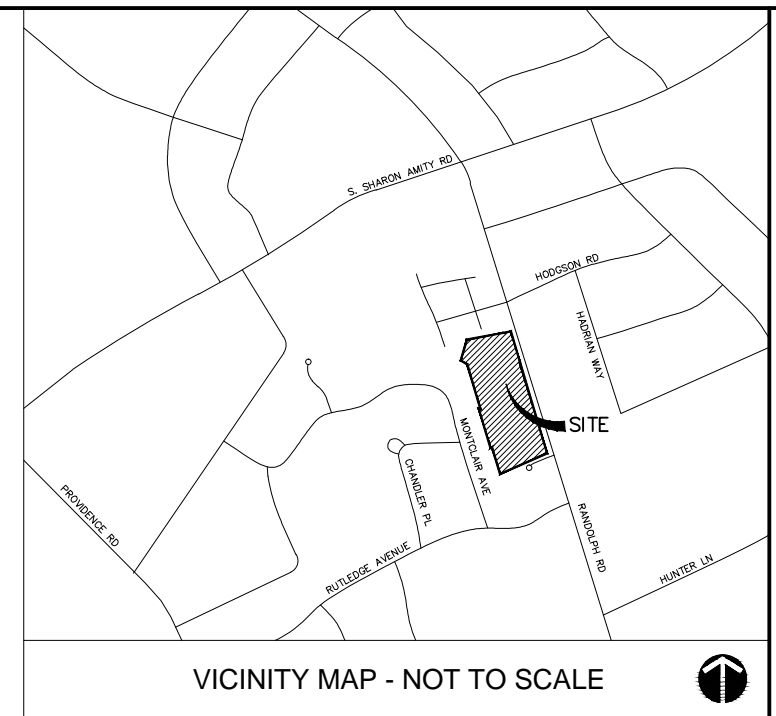 S. SHARON AMITY RD
HODGSON RD
HADRIAN WAY
SITE
MONTCLAIR AVE
CHANDLER PL
PROVIDENCE RD
RANDOLPH RD
RUTLEDGE AVENUE
HUNTER LN
VICINITY MAP - NOT TO SCALE